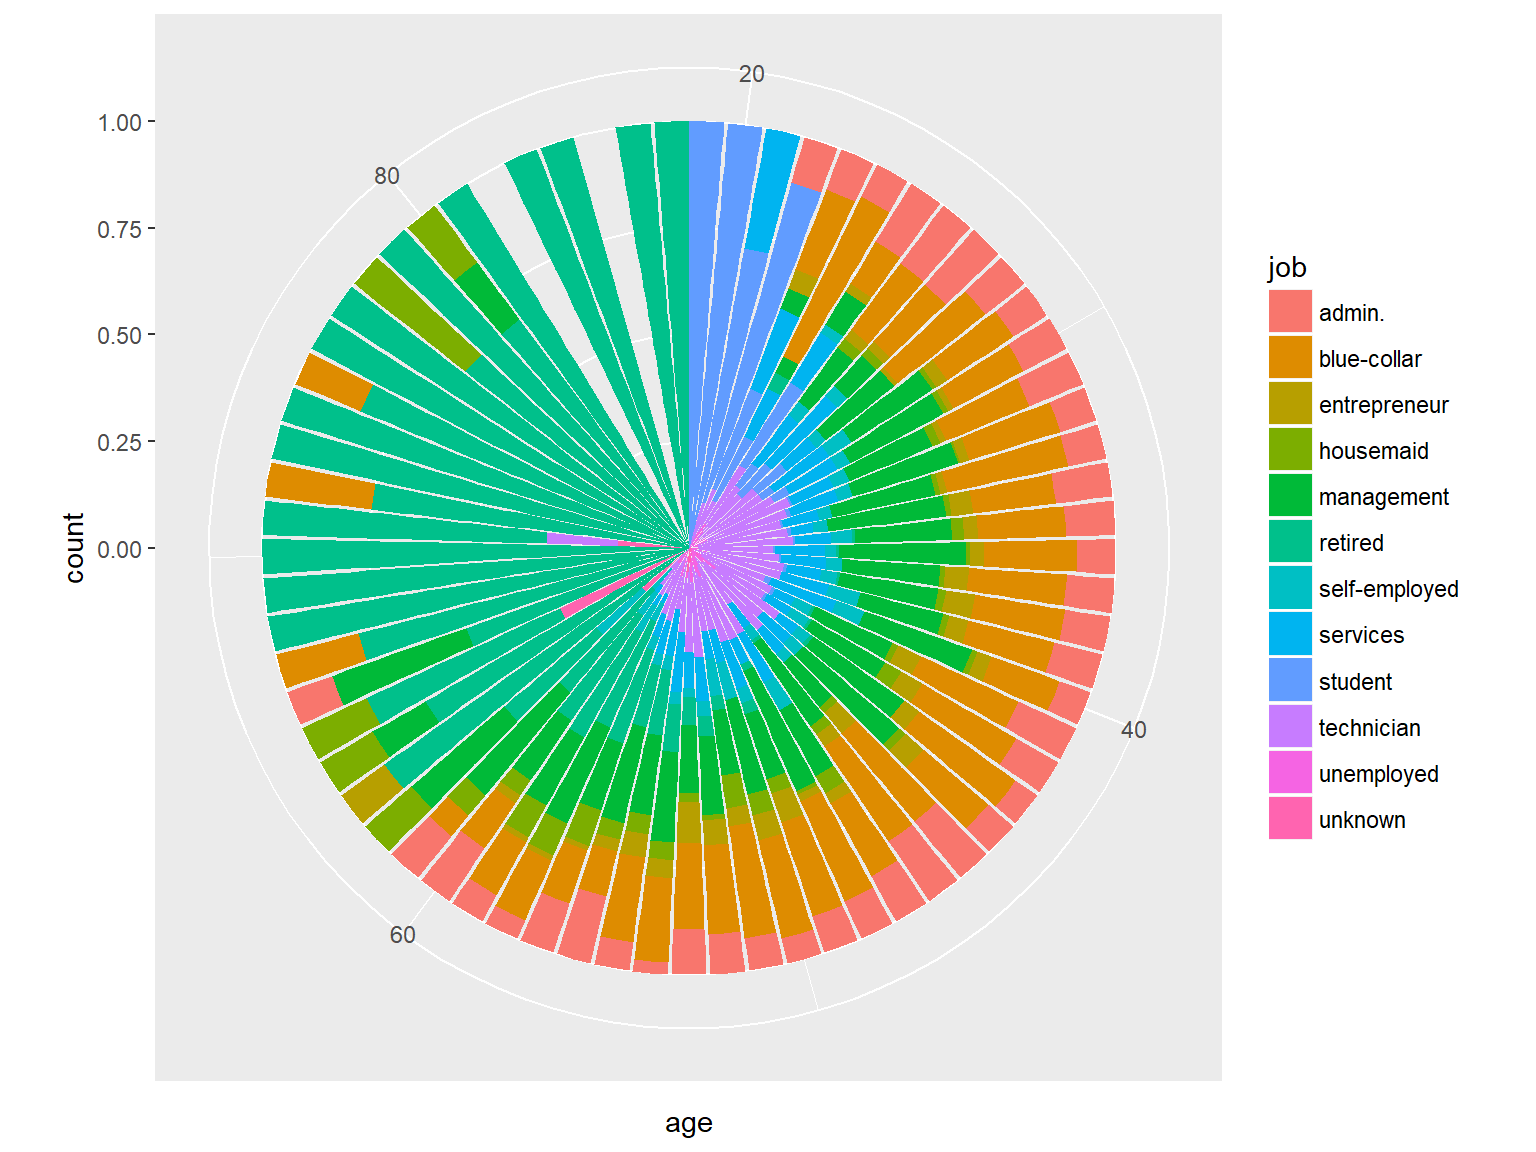 20
1.00
80
0.75
0.50
0.25
0.00
40
60
count
age
job
admin.
blue-collar
entrepreneur
housemaid
management
retired
self-employed
services
student
technician
unemployed
unknown